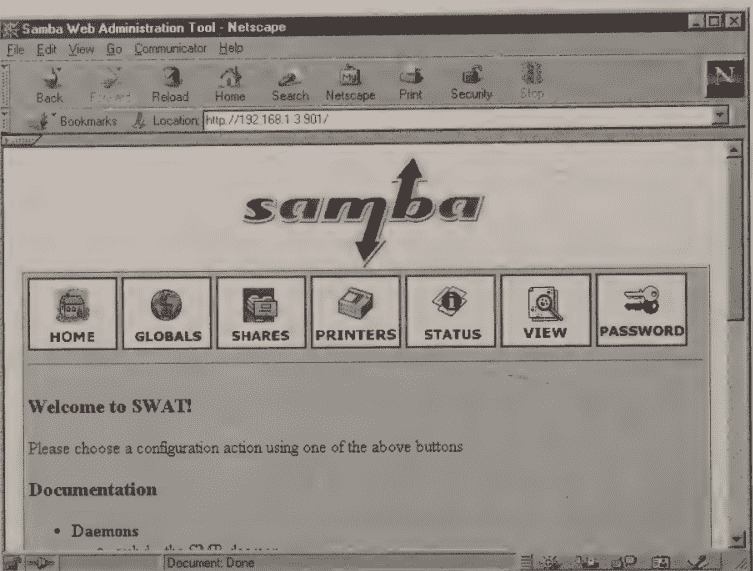 Samba Web Administration Tool - Netscape
File Edit View Go Communicator Help
Back Forward Reload Home Search Netscape Print Security Stop
Bookmarks Location: http://192.168.1.3:901/
samba
HOME GLOBALS SHARES PRINTERS STATUS VIEW PASSWORD
Welcome to SWAT!
Please choose a configuration action using one of the above buttons
Documentation
• Daemons
Document: Done